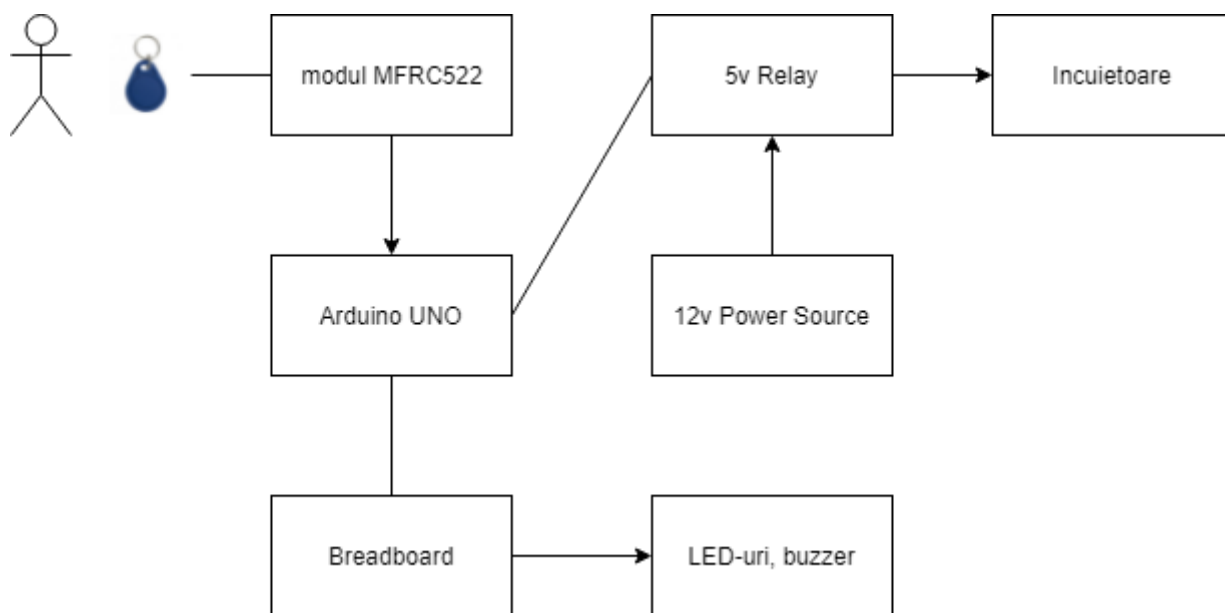 modul MFRC522
5v Relay
Incuietoare
Arduino UNO
12v Power Source
Breadboard
LED-uri, buzzer